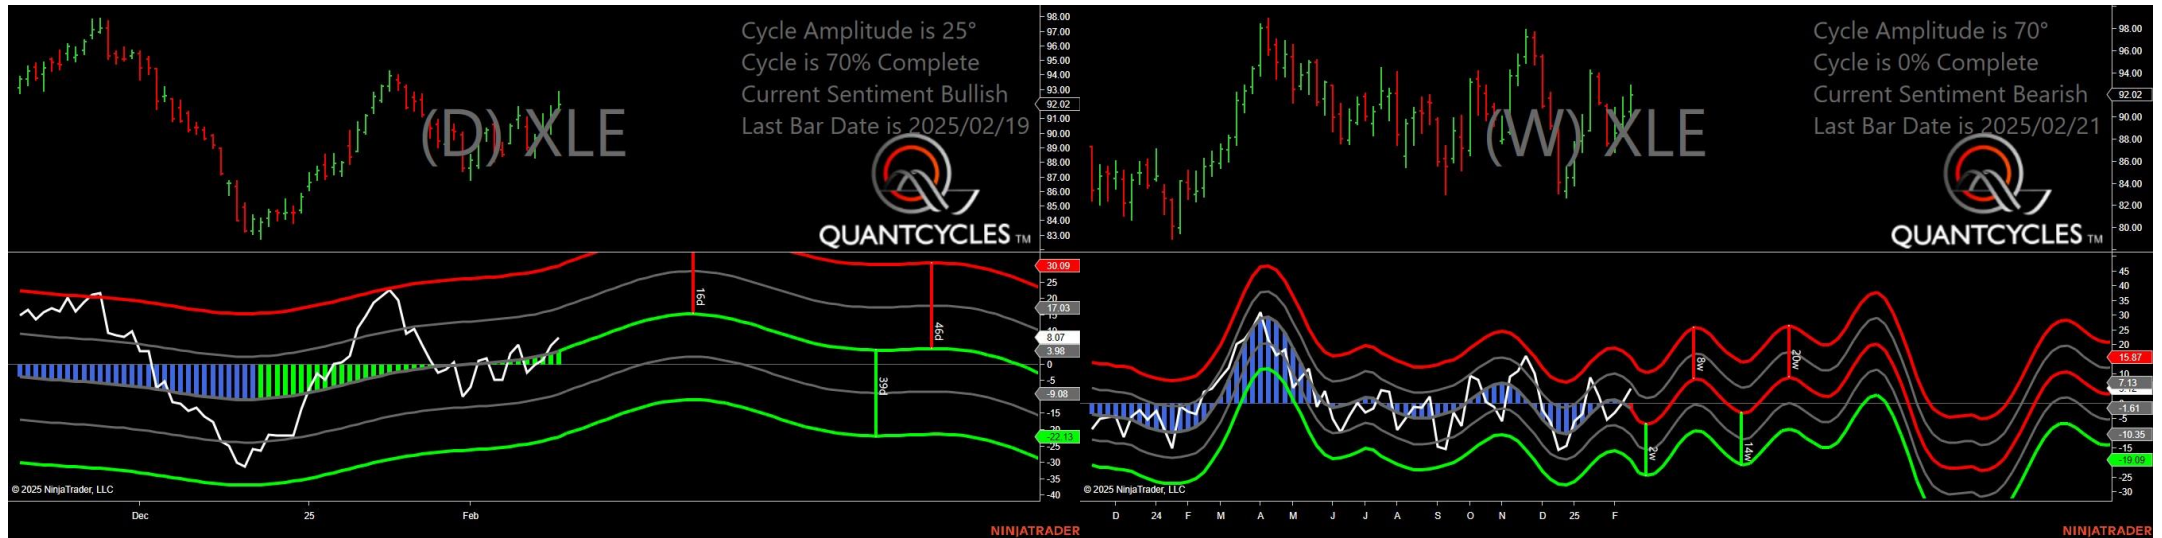 Cycle Amplitude is 25°
Cycle is 70% Complete
Current Sentiment Bullish
Last Bar Date is 2025/02/19
(D) XLE
QUANTCYCLES TM
98.00
97.00
96.00
95.00
94.00
93.00
92.02
91.00
90.00
89.00
88.00
87.00
86.00
85.00
84.00
83.00
30.09
25
20
17.03
8.07
3.98
0
-5
-9.08
-15
-22.13
-25
-30
-35
-40
16d
39d
46d
© 2025 NinjaTrader, LLC
Dec
25
Feb
NINJATRADER
Cycle Amplitude is 70°
Cycle is 0% Complete
Current Sentiment Bearish
Last Bar Date is 2025/02/21
(W) XLE
QUANTCYCLES TM
98.00
96.00
94.00
92.02
90.00
88.00
86.00
84.00
82.00
80.00
45
40
35
30
25
20
15.87
10
7.13
-1.61
-5
-10.35
-15
-19.09
-25
-30
2w
8w
14w
20w
© 2025 NinjaTrader, LLC
D
24
F
M
A
M
J
J
A
S
O
N
D
25
F
NINJATRADER